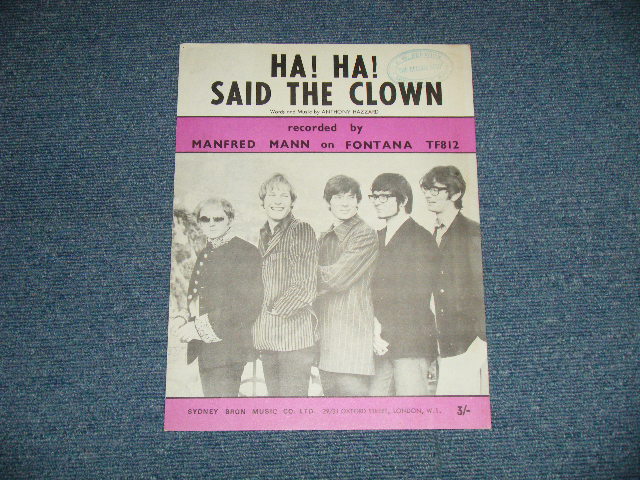 HA! HA!
SAID THE CLOWN
Words and Music by ANTHONY HAZZARD
recorded by
MANFRED MANN on FONTANA TF812
SYDNEY BRON MUSIC CO. LTD. 29/31 OXFORD STREET, LONDON, W.1. 3/-